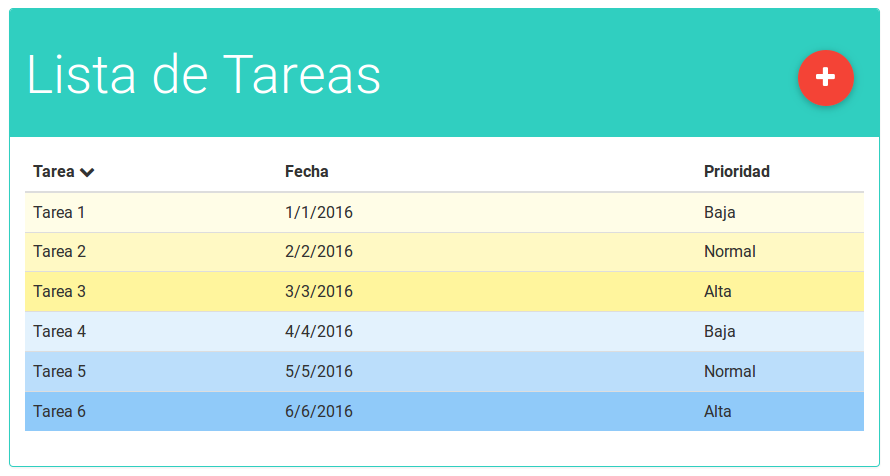 Lista de Tareas
Tarea Fecha Prioridad
Tarea 1 1/1/2016 Baja
Tarea 2 2/2/2016 Normal
Tarea 3 3/3/2016 Alta
Tarea 4 4/4/2016 Baja
Tarea 5 5/5/2016 Normal
Tarea 6 6/6/2016 Alta